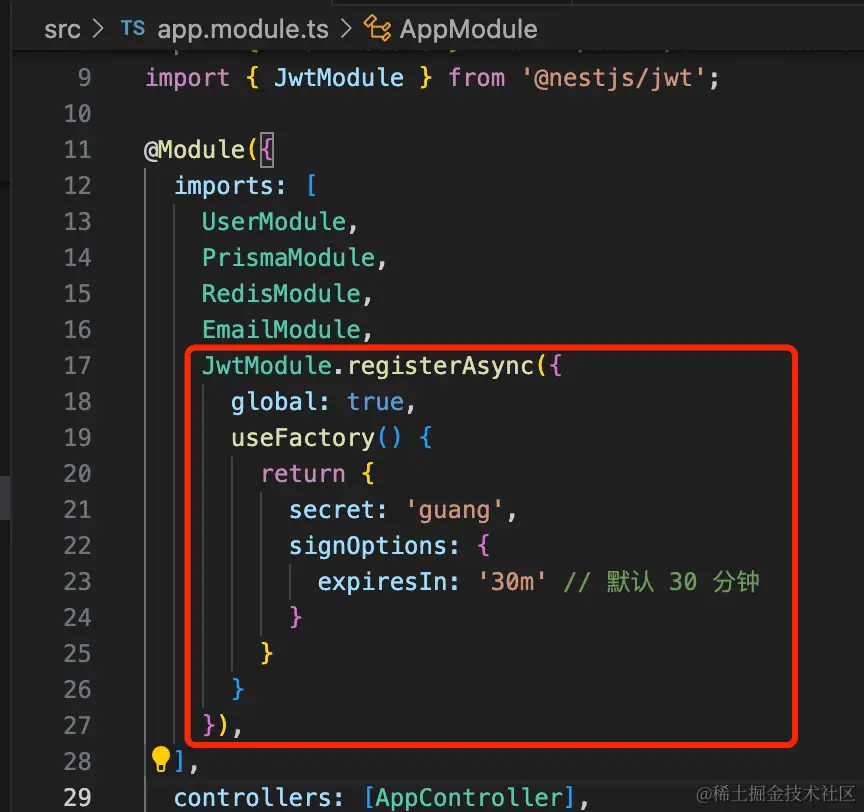 src > TS app.module.ts > AppModule
9 import { JwtModule } from '@nestjs/jwt';
10
11 @Module({
12 imports: [
13 UserModule,
14 PrismaModule,
15 RedisModule,
16 EmailModule,
17 JwtModule.registerAsync({
18 global: true,
19 useFactory() {
20 return {
21 secret: 'guang',
22 signOptions: {
23 expiresIn: '30m' // 默认 30 分钟
24 }
25 }
26 }
27 }),
28 ],
29 controllers: [AppController],
@稀土掘金技术社区